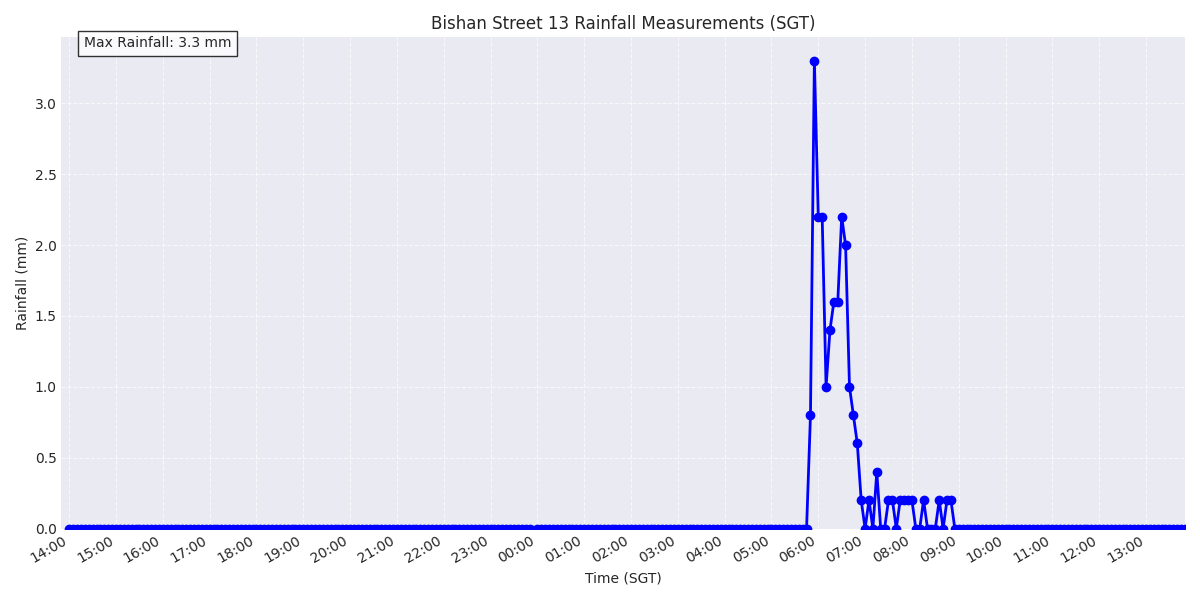 Bishan Street 13 Rainfall Measurements (SGT)
Max Rainfall: 3.3 mm
Rainfall (mm)
3.0
2.5
2.0
1.5
1.0
0.5
0.0
14:00 15:00 16:00 17:00 18:00 19:00 20:00 21:00 22:00 23:00 00:00 01:00 02:00 03:00 04:00 05:00 06:00 07:00 08:00 09:00 10:00 11:00 12:00 13:00
Time (SGT)